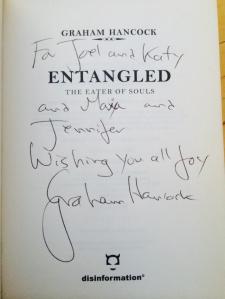 GRAHAM HANCOCK
For Joel and Katy
ENTANGLED
THE EATER OF SOULS
and Maia and
Jennifer
Wishing you all Joy
Graham Hancock
disinformation®